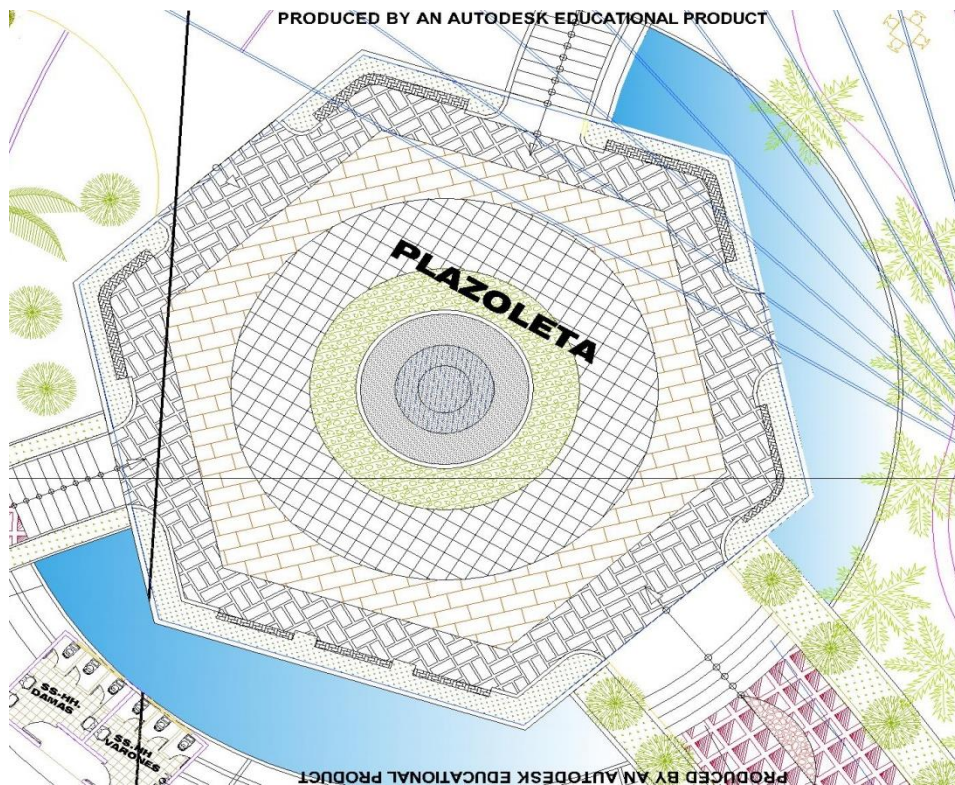 PRODUCED BY AN AUTODESK EDUCATIONAL PRODUCT
PLAZOLETA
SS-HH.
DAMAS
SS.HH
VARONES
PRODUCED BY AN AUTODESK EDUCATIONAL PRODUCT